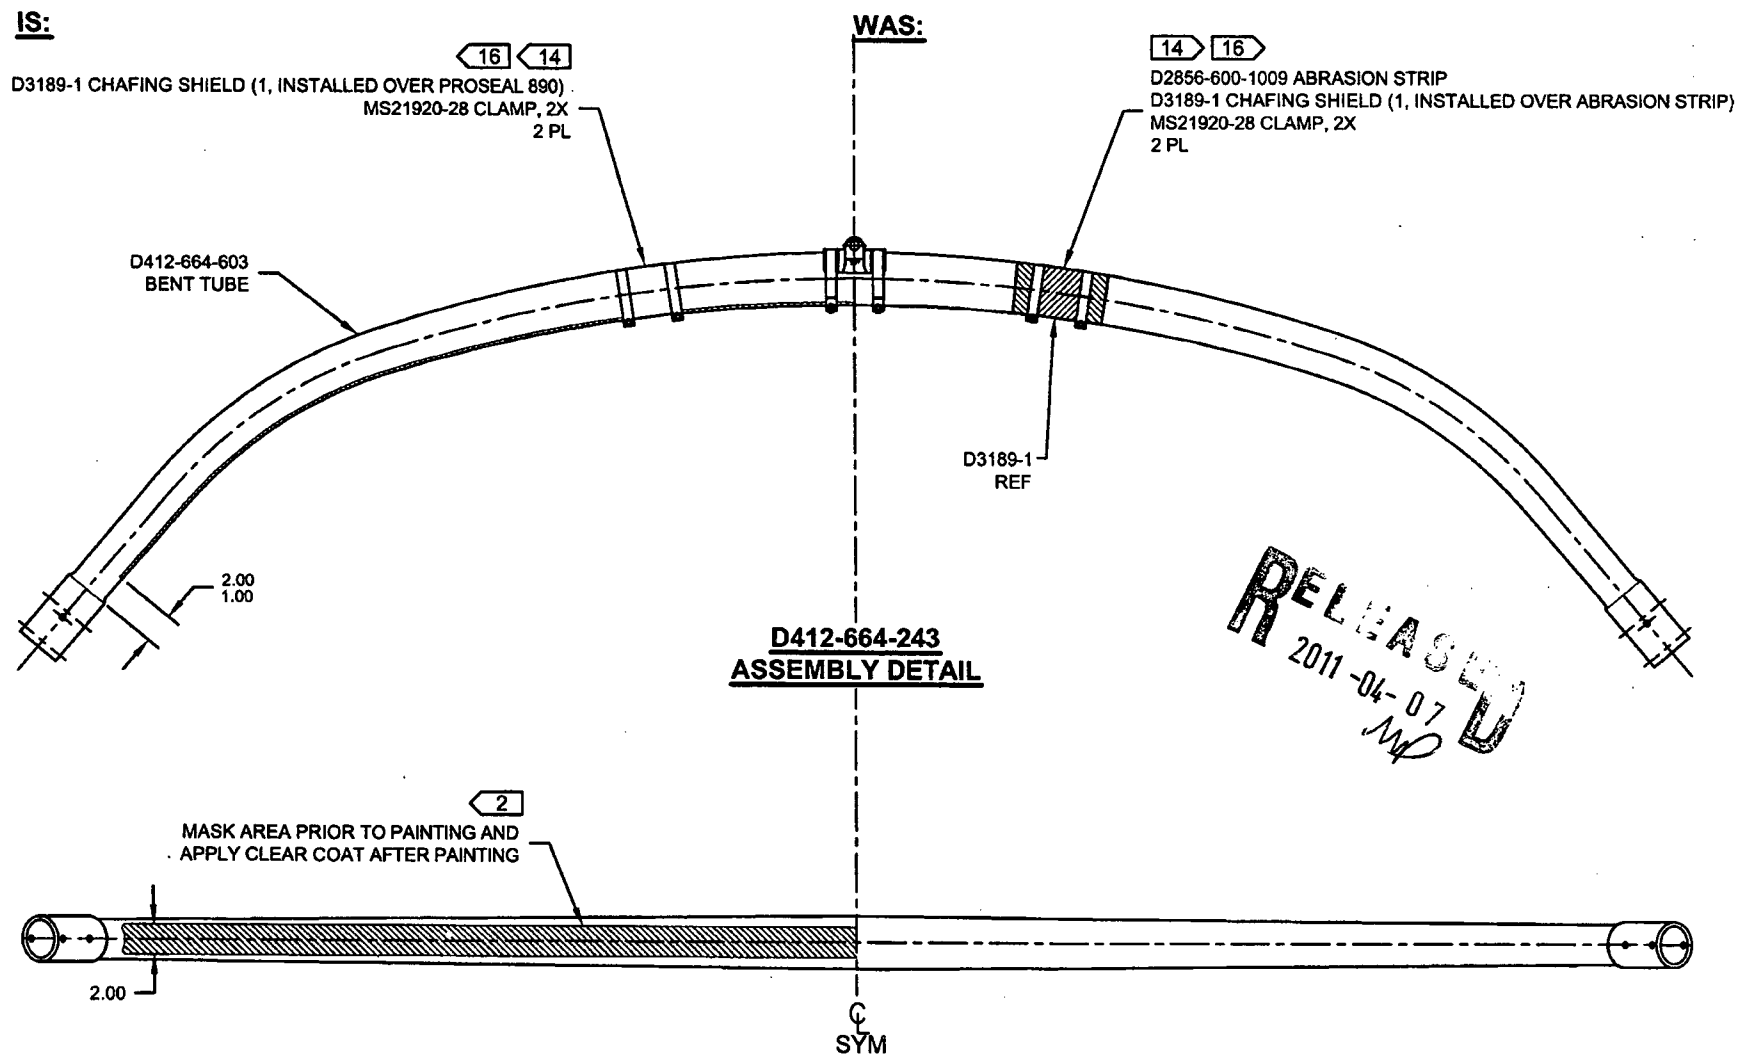 IS:
WAS:
16 14
D3189-1 CHAFING SHIELD (1, INSTALLED OVER PROSEAL 890)
MS21920-28 CLAMP, 2X
2 PL
14 16
D2856-600-1009 ABRASION STRIP
D3189-1 CHAFING SHIELD (1, INSTALLED OVER ABRASION STRIP)
MS21920-28 CLAMP, 2X
2 PL
D412-664-603
BENT TUBE
D3189-1
REF
2.00
1.00
D412-664-243
ASSEMBLY DETAIL
RELEASED
2011-04-07
2
MASK AREA PRIOR TO PAINTING AND
APPLY CLEAR COAT AFTER PAINTING
2.00
℄
SYM